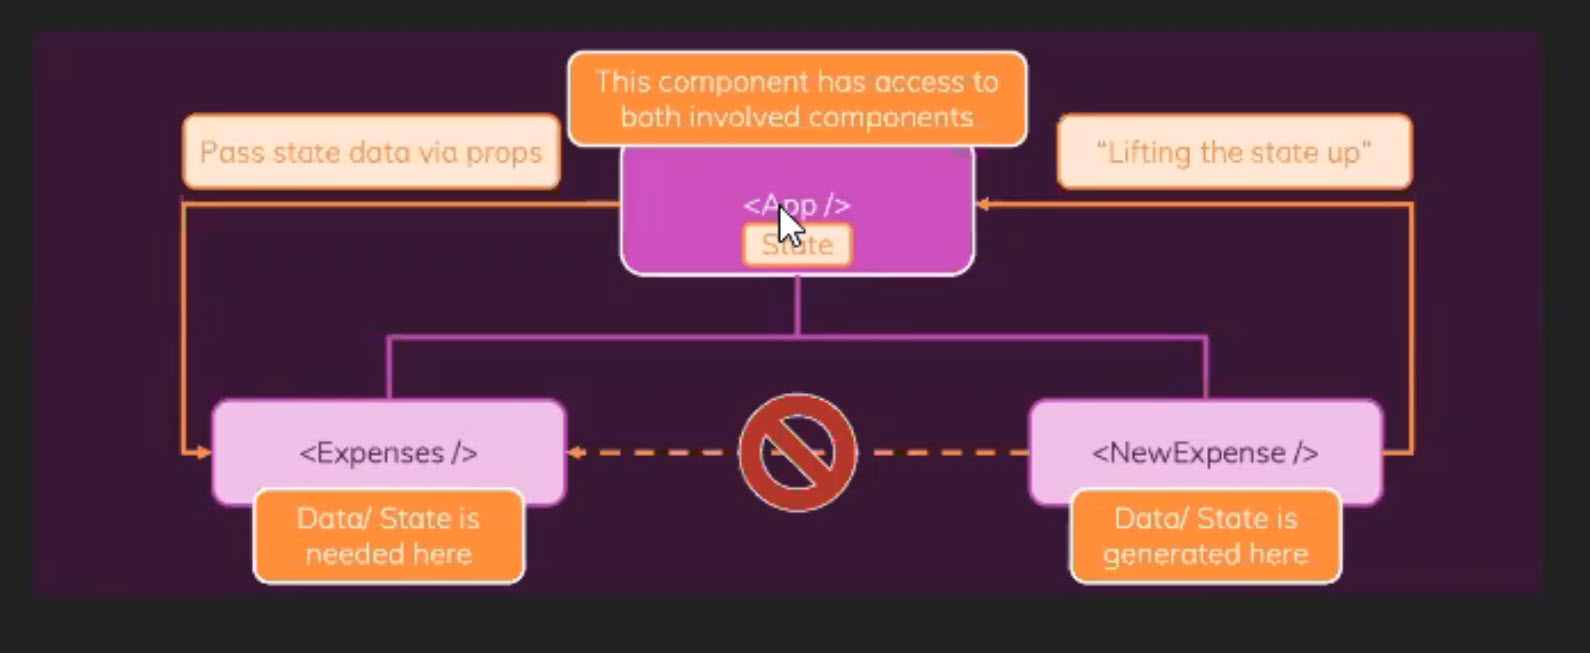 This component has access to
both involved components
Pass state data via props
"Lifting the state up"
<App />
State
<Expenses />
<NewExpense />
Data/ State is
needed here
Data/ State is
generated here